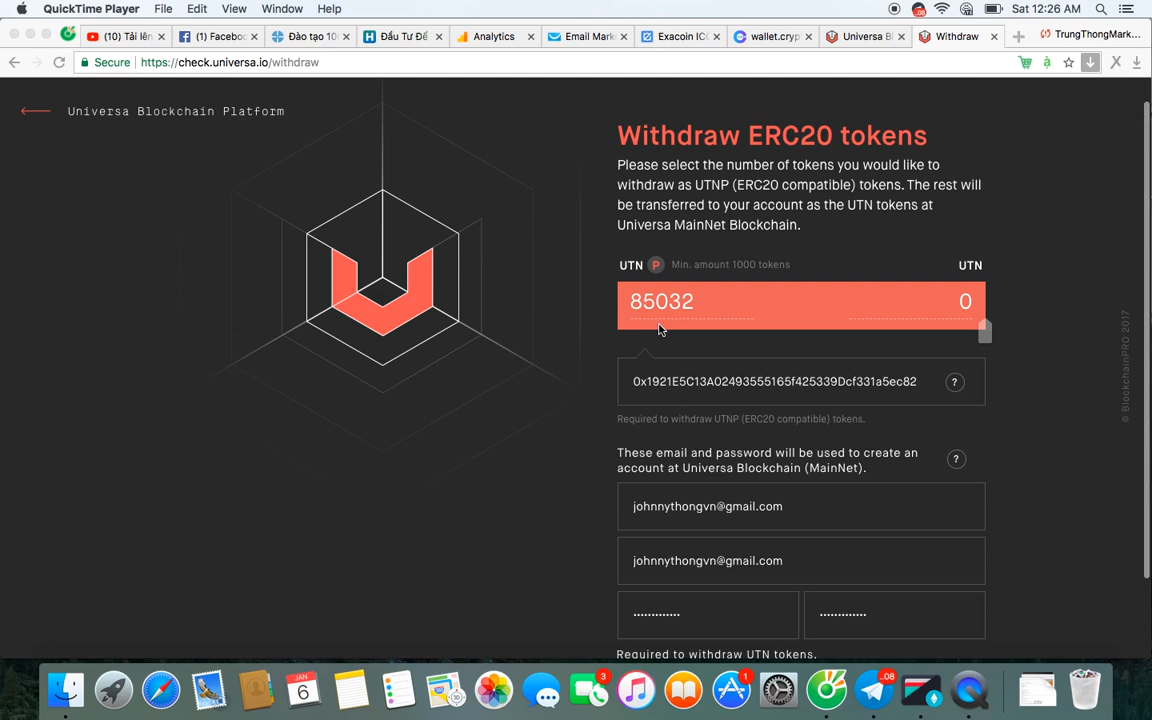 QuickTime Player File Edit View Window Help Sat 12:26 AM
(10) Tải lên (1) Facebook Đào tạo 10 Đầu Tư Đế Analytics Email Mark Exacoin IC wallet.cryp Universa Bl Withdraw TrungThongMark...
Secure https://check.universa.io/withdraw
Universa Blockchain Platform
Withdraw ERC20 tokens
Please select the number of tokens you would like to
withdraw as UTNP (ERC20 compatible) tokens. The rest will
be transferred to your account as the UTN tokens at
Universa MainNet Blockchain.
UTN P Min. amount 1000 tokens UTN
85032 0
0x1921E5C13A02493555165f425339Dcf331a5ec82 ?
Required to withdraw UTNP (ERC20 compatible) tokens.
These email and password will be used to create an
account at Universa Blockchain (MainNet). ?
johnnythongvn@gmail.com
johnnythongvn@gmail.com
Required to withdraw UTN tokens.
© BlockchainPRO 2017
JAN
6
3
1